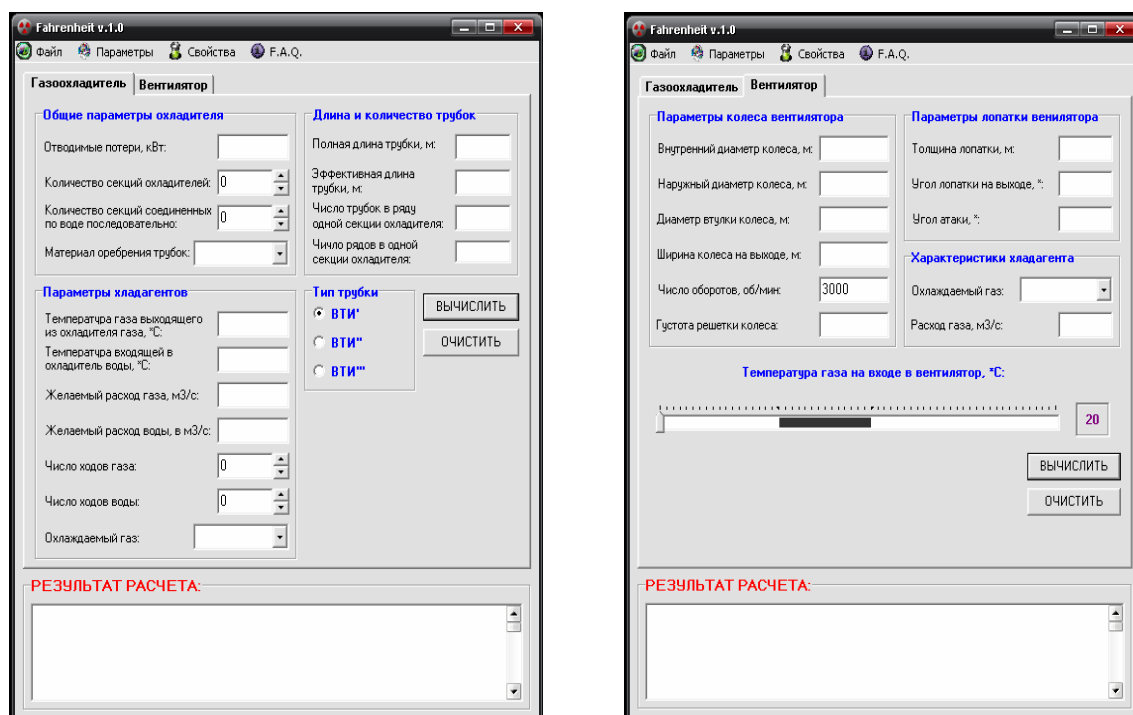 Fahrenheit v.1.0
Файл Параметры Свойства F.A.Q.
Газоохладитель Вентилятор
Общие параметры охладителя
Отводимые потери, кВт:
Количество секций охладителей: 0
Количество секций соединенных
по воде последовательно: 0
Материал оребрения трубок:
Длина и количество трубок
Полная длина трубки, м:
Эффективная длина
трубки, м:
Число трубок в ряду
одной секции охладителя:
Чичло рядов в одной
секции охладителя:
Параметры хладагентов
Температура газа выходящего
из охладителя газа, *С:
Температура входящей в
охладитель воды, *С:
Желаемый расход газа, м3/с:
Желаемый расход воды, в м3/с:
Число ходов газа: 0
Число ходов воды: 0
Охлаждаемый газ:
Тип трубки
ВТИ'
ВТИ"
ВТИ"'
ВЫЧИСЛИТЬ
ОЧИСТИТЬ
РЕЗУЛЬТАТ РАСЧЕТА:
Fahrenheit v.1.0
Файл Параметры Свойства F.A.Q.
Газоохладитель Вентилятор
Параметры колеса вентилятора
Внутренний диаметр колеса, м:
Наружный диаметр колеса, м:
Диаметр втулки колеса, м:
Ширина колеса на выходе, м:
Число оборотов, об/мин: 3000
Густота решетки колеса:
Параметры лопатки венилятора
Толщина лопатки, м:
Угол лопатки на выходе, *:
Угол атаки, *:
Характеристики хладагента
Охлаждаемый газ:
Расход газа, м3/с:
Температура газа на входе в вентилятор, *С:
20
ВЫЧИСЛИТЬ
ОЧИСТИТЬ
РЕЗУЛЬТАТ РАСЧЕТА: